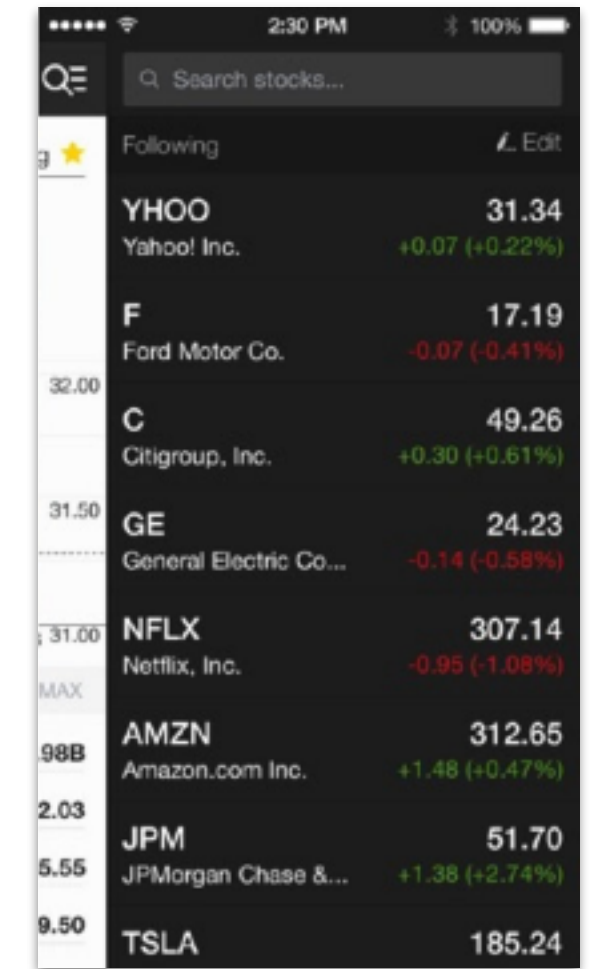 2:30 PM 100%
Search stocks...
g
Following Edit
YHOO 31.34
Yahoo! Inc. +0.07 (+0.22%)
F 17.19
Ford Motor Co. -0.07 (-0.41%)
32.00
C 49.26
Citigroup, Inc. +0.30 (+0.61%)
31.50
GE 24.23
General Electric Co... -0.14 (-0.58%)
31.00
NFLX 307.14
Netflix, Inc. -0.95 (-1.08%)
MAX
AMZN 312.65
.98B
Amazon.com Inc. +1.48 (+0.47%)
2.03
JPM 51.70
5.55
JPMorgan Chase &... +1.38 (+2.74%)
9.50
TSLA 185.24